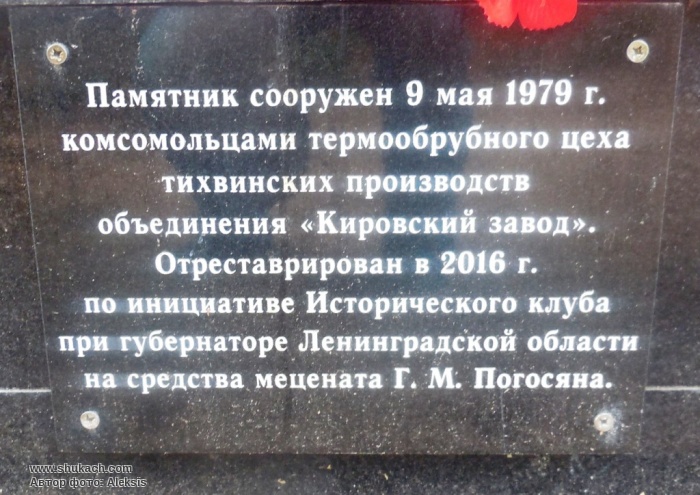 Памятник сооружен 9 мая 1979 г.
комсомольцами термообрубного цеха
тихвинских производств
объединения «Кировский завод».
Отреставрирован в 2016 г.
по инициативе Исторического клуба
при губернаторе Ленинградской области
на средства мецената Г. М. Погосяна.
www.shukach.com
Автор фото: Aleksis